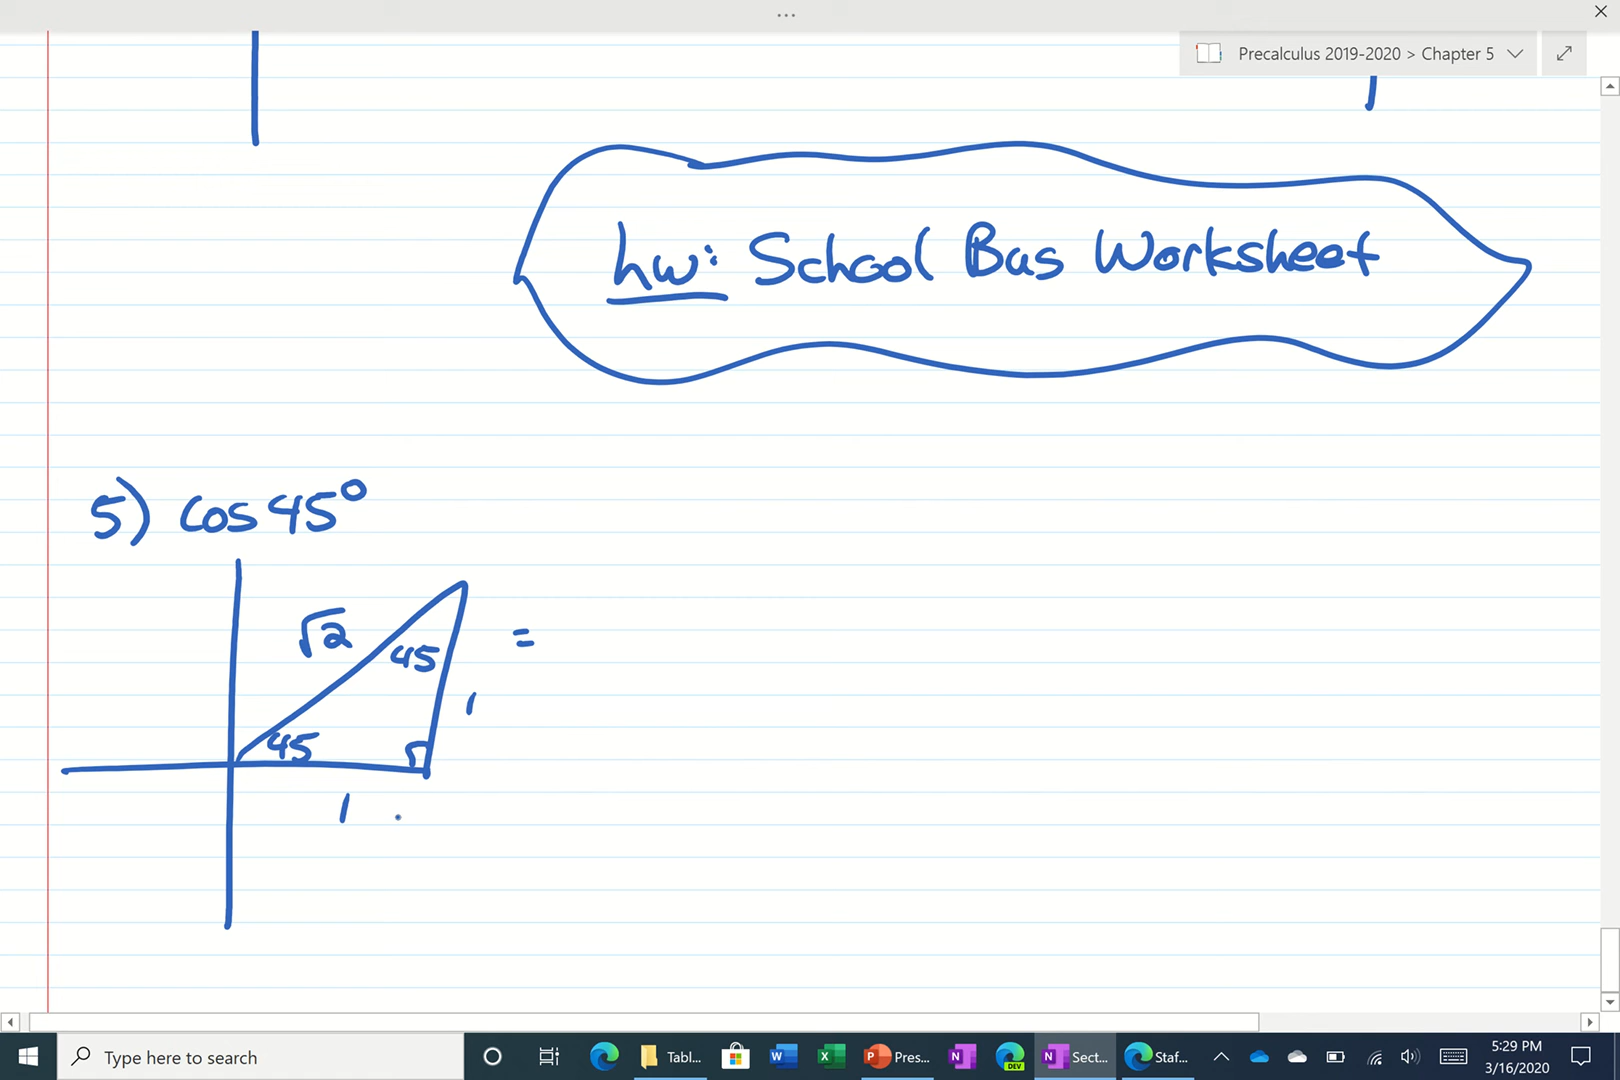 Precalculus 2019-2020 > Chapter 5
hw: School Bus Worksheet
5) cos 45°
√2
45
=
1
45
1
Type here to search
Tabl...
Pres...
Sect...
Staf...
5:29 PM
3/16/2020
DEV